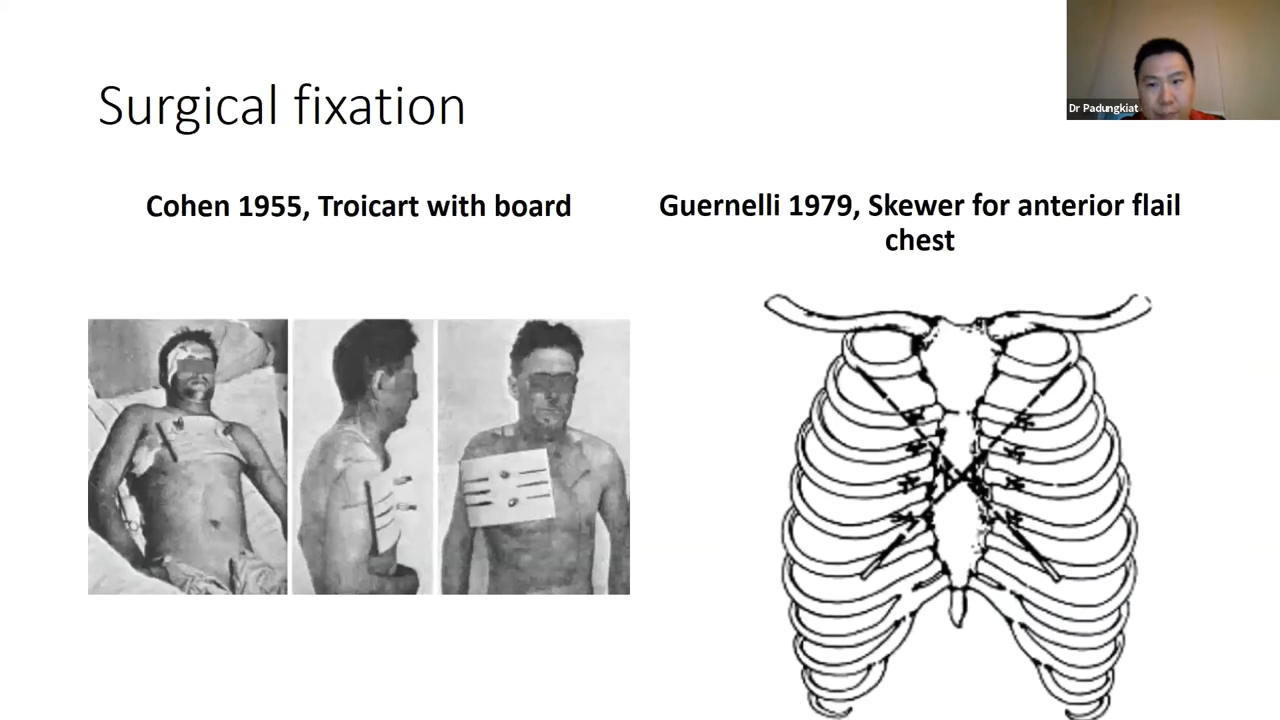 Surgical fixation
Dr Padungkiat
Cohen 1955, Troicart with board
Guernelli 1979, Skewer for anterior flail
chest